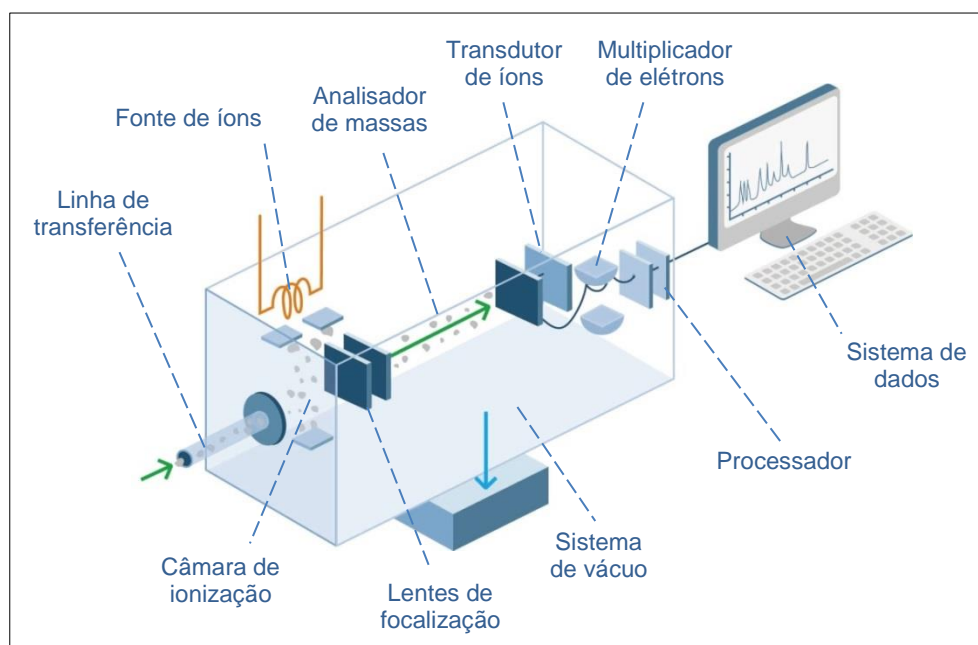 Transdutor
de íons
Multiplicador
de elétrons
Analisador
de massas
Fonte de íons
Linha de
transferência
Sistema de
dados
Processador
Sistema
de vácuo
Câmara de
ionização
Lentes de
focalização